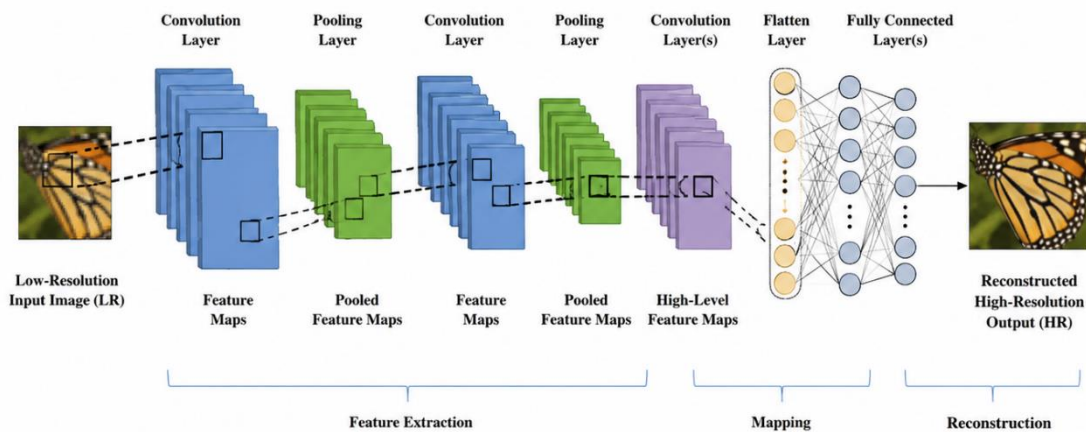 Convolution
Layer
Pooling
Layer
Convolution
Layer
Pooling
Layer
Convolution
Layer(s)
Flatten
Layer
Fully Connected
Layer(s)
Low-Resolution
Input Image (LR)
Feature
Maps
Pooled
Feature Maps
Feature
Maps
Pooled
Feature Maps
High-Level
Feature Maps
Reconstructed
High-Resolution
Output (HR)
Feature Extraction
Mapping
Reconstruction